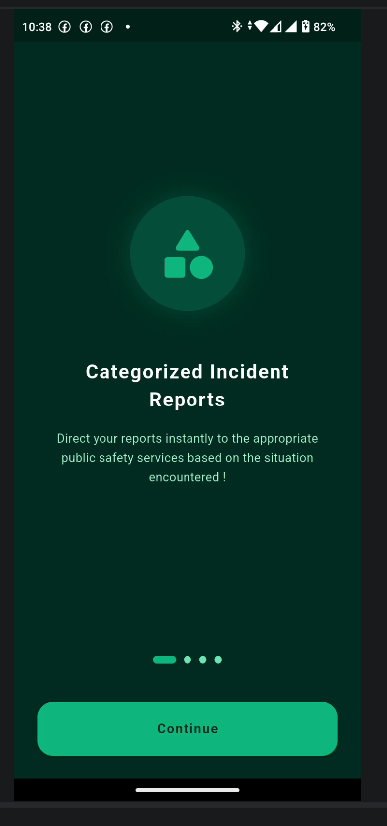 10:38 82%
Categorized Incident
Reports
Direct your reports instantly to the appropriate
public safety services based on the situation
encountered !
Continue